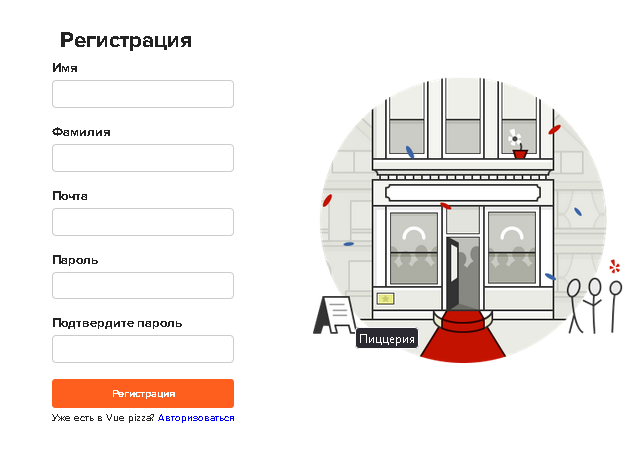 Регистрация
Имя
Фамилия
Почта
Пароль
Подтвердите пароль
Регистрация
Уже есть в Vue pizza? Авторизоваться
Пиццерия